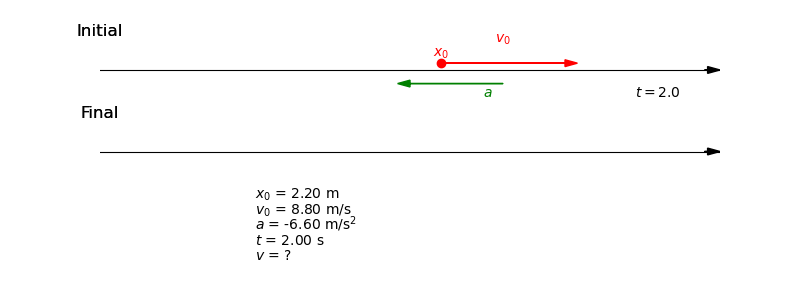 Initial
v₀
x₀
a
t = 2.0
Final
x₀ = 2.20 m
v₀ = 8.80 m/s
a = -6.60 m/s²
t = 2.00 s
v = ?